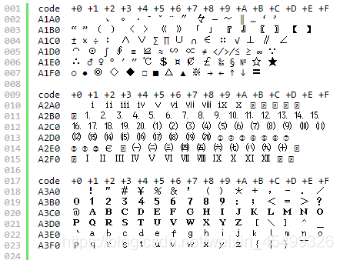 001 code +0 +1 +2 +3 +4 +5 +6 +7 +8 +9 +A +B +C +D +E +F
002 A1A0 、 。 · ˉ ˇ ¨ 〃 々 — ～ ‖ … ‘ ’
003 A1B0 “ ” 〔 〕 〈 〉 《 》 「 」 『 』 〖 〗 【 】
004 A1C0 ± × ÷ ∶ ∧ ∨ ∑ ∏ ∪ ∩ ∈ ∷ √ ⊥ ∥ ∠
005 A1D0 ⌒ ⊙ ∫ ∮ ≡ ≌ ≈ ∽ ∝ ≠ ≮ ≯ ≤ ≥ ∞ ∵
006 A1E0 ∴ ♂ ♀ ° ′ ″ ℃ ＄ ¤ ￠ ￡ ‰ § № ☆ ★
007 A1F0 ○ ● ◎ ◇ ◆ □ ■ △ ▲ ※ → ← ↑ ↓ 〓
008
009 code +0 +1 +2 +3 +4 +5 +6 +7 +8 +9 +A +B +C +D +E +F
010 A2A0 ⅰ ⅱ ⅲ ⅳ ⅴ ⅵ ⅶ ⅷ ⅸ ⅹ
011 A2B0 ⒈ ⒉ ⒊ ⒋ ⒌ ⒍ ⒎ ⒏ ⒐ ⒑ ⒒ ⒓ ⒔ ⒕ ⒖
012 A2C0 ⒗ ⒘ ⒙ ⒚ ⒛ ⑴ ⑵ ⑶ ⑷ ⑸ ⑹ ⑺ ⑻ ⑼ ⑽ ⑾
013 A2D0 ⑿ ⒀ ⒁ ⒂ ⒃ ⒄ ⒅ ⒆ ⒇ ① ② ③ ④ ⑤ ⑥ ⑦
014 A2E0 ⑧ ⑨ ⑩ € ㈠ ㈡ ㈢ ㈣ ㈤ ㈥ ㈦ ㈧ ㈨ ㈩
015 A2F0 Ⅰ Ⅱ Ⅲ Ⅳ Ⅴ Ⅵ Ⅶ Ⅷ Ⅸ Ⅹ Ⅺ Ⅻ
016
017 code +0 +1 +2 +3 +4 +5 +6 +7 +8 +9 +A +B +C +D +E +F
018 A3A0 ！ ＂ ＃ ￥ ％ ＆ ＇ （ ） ＊ ＋ ， － ． ／
019 A3B0 ０ １ ２ ３ ４ ５ ６ ７ ８ ９ ： ； ＜ ＝ ＞ ？
020 A3C0 ＠ Ａ Ｂ Ｃ Ｄ Ｅ Ｆ Ｇ Ｈ Ｉ Ｊ Ｋ Ｌ Ｍ Ｎ Ｏ
021 A3D0 Ｐ Ｑ Ｒ Ｓ Ｔ Ｕ Ｖ Ｗ Ｘ Ｙ Ｚ ［ ＼ ］ ＾ ＿
022 A3E0 ｀ ａ ｂ ｃ ｄ ｅ ｆ ｇ ｈ ｉ ｊ ｋ ｌ ｍ ｎ ｏ
023 A3F0 ｐ ｑ ｒ ｓ ｔ ｕ ｖ ｗ ｘ ｙ ｚ ｛ ｜ ｝ ￣
024